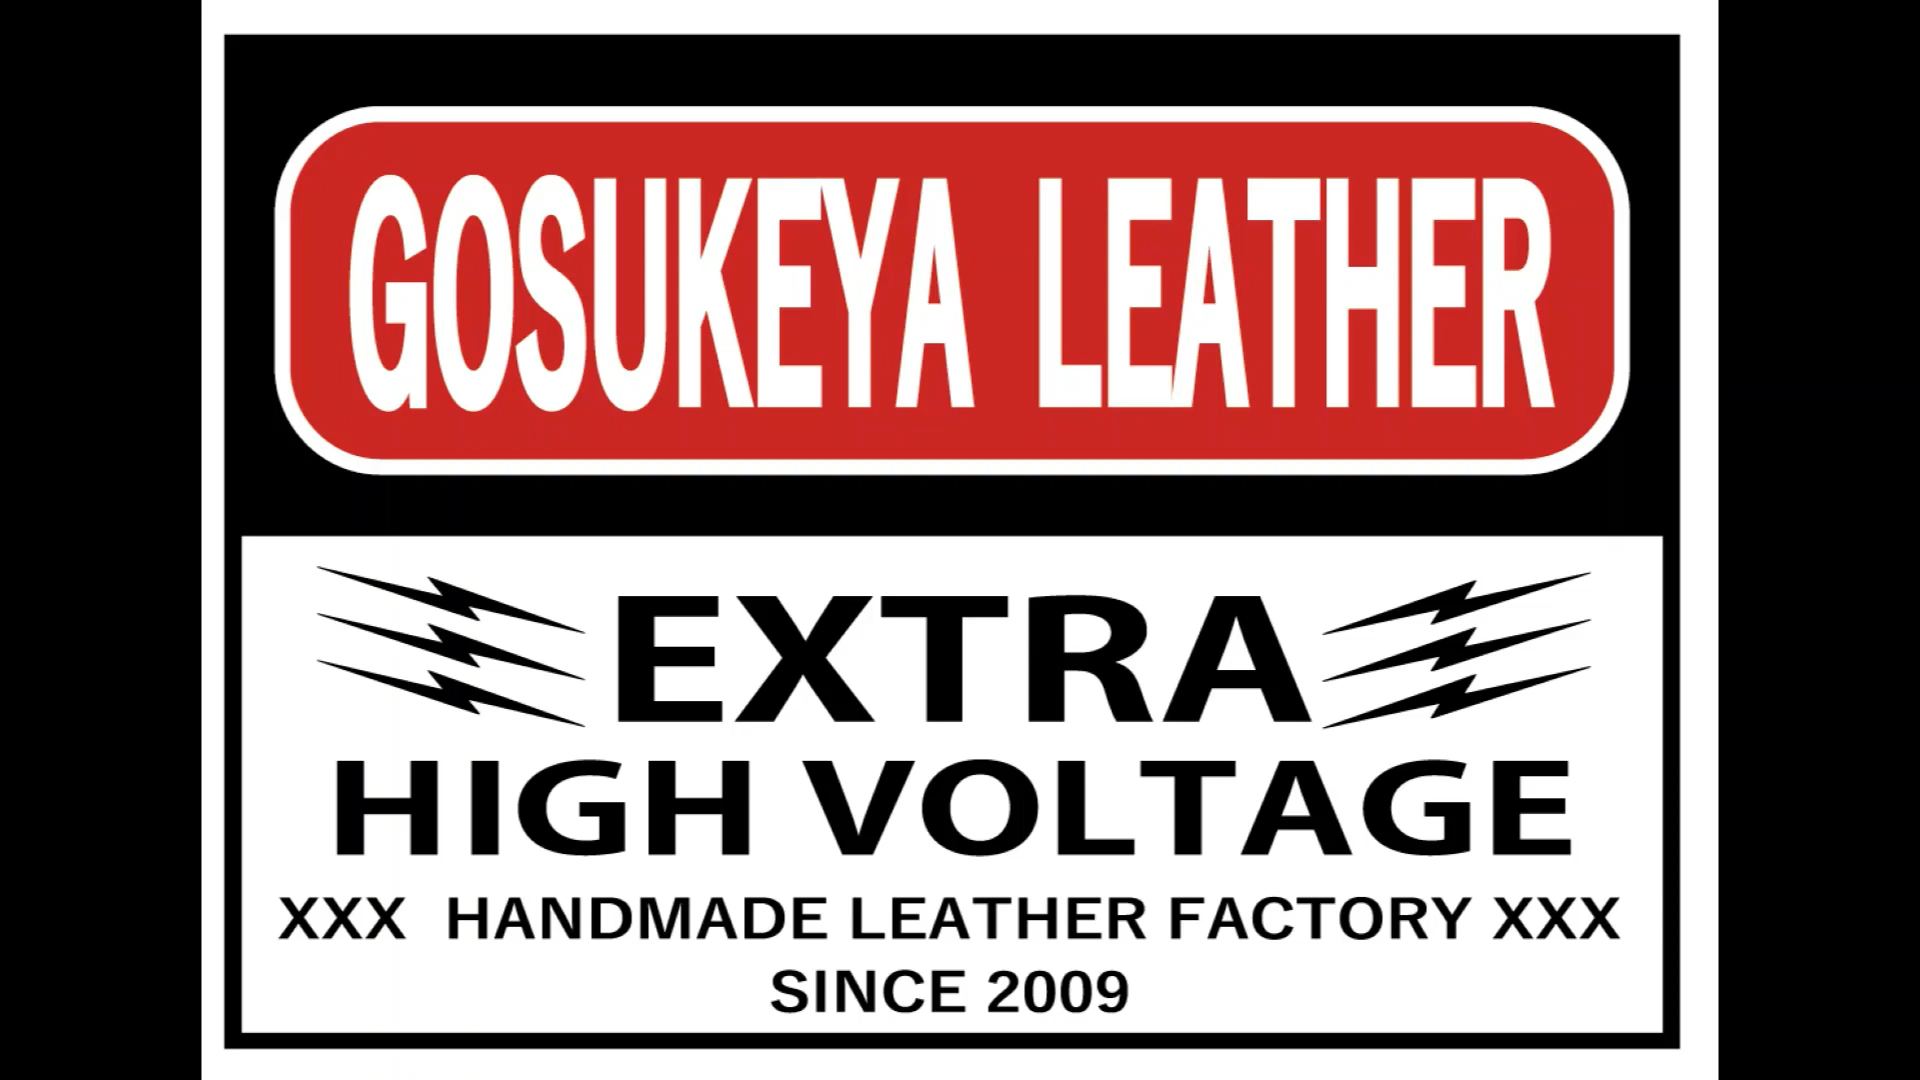 GOSUKEYA LEATHER
EXTRA
HIGH VOLTAGE
XXX HANDMADE LEATHER FACTORY XXX
SINCE 2009